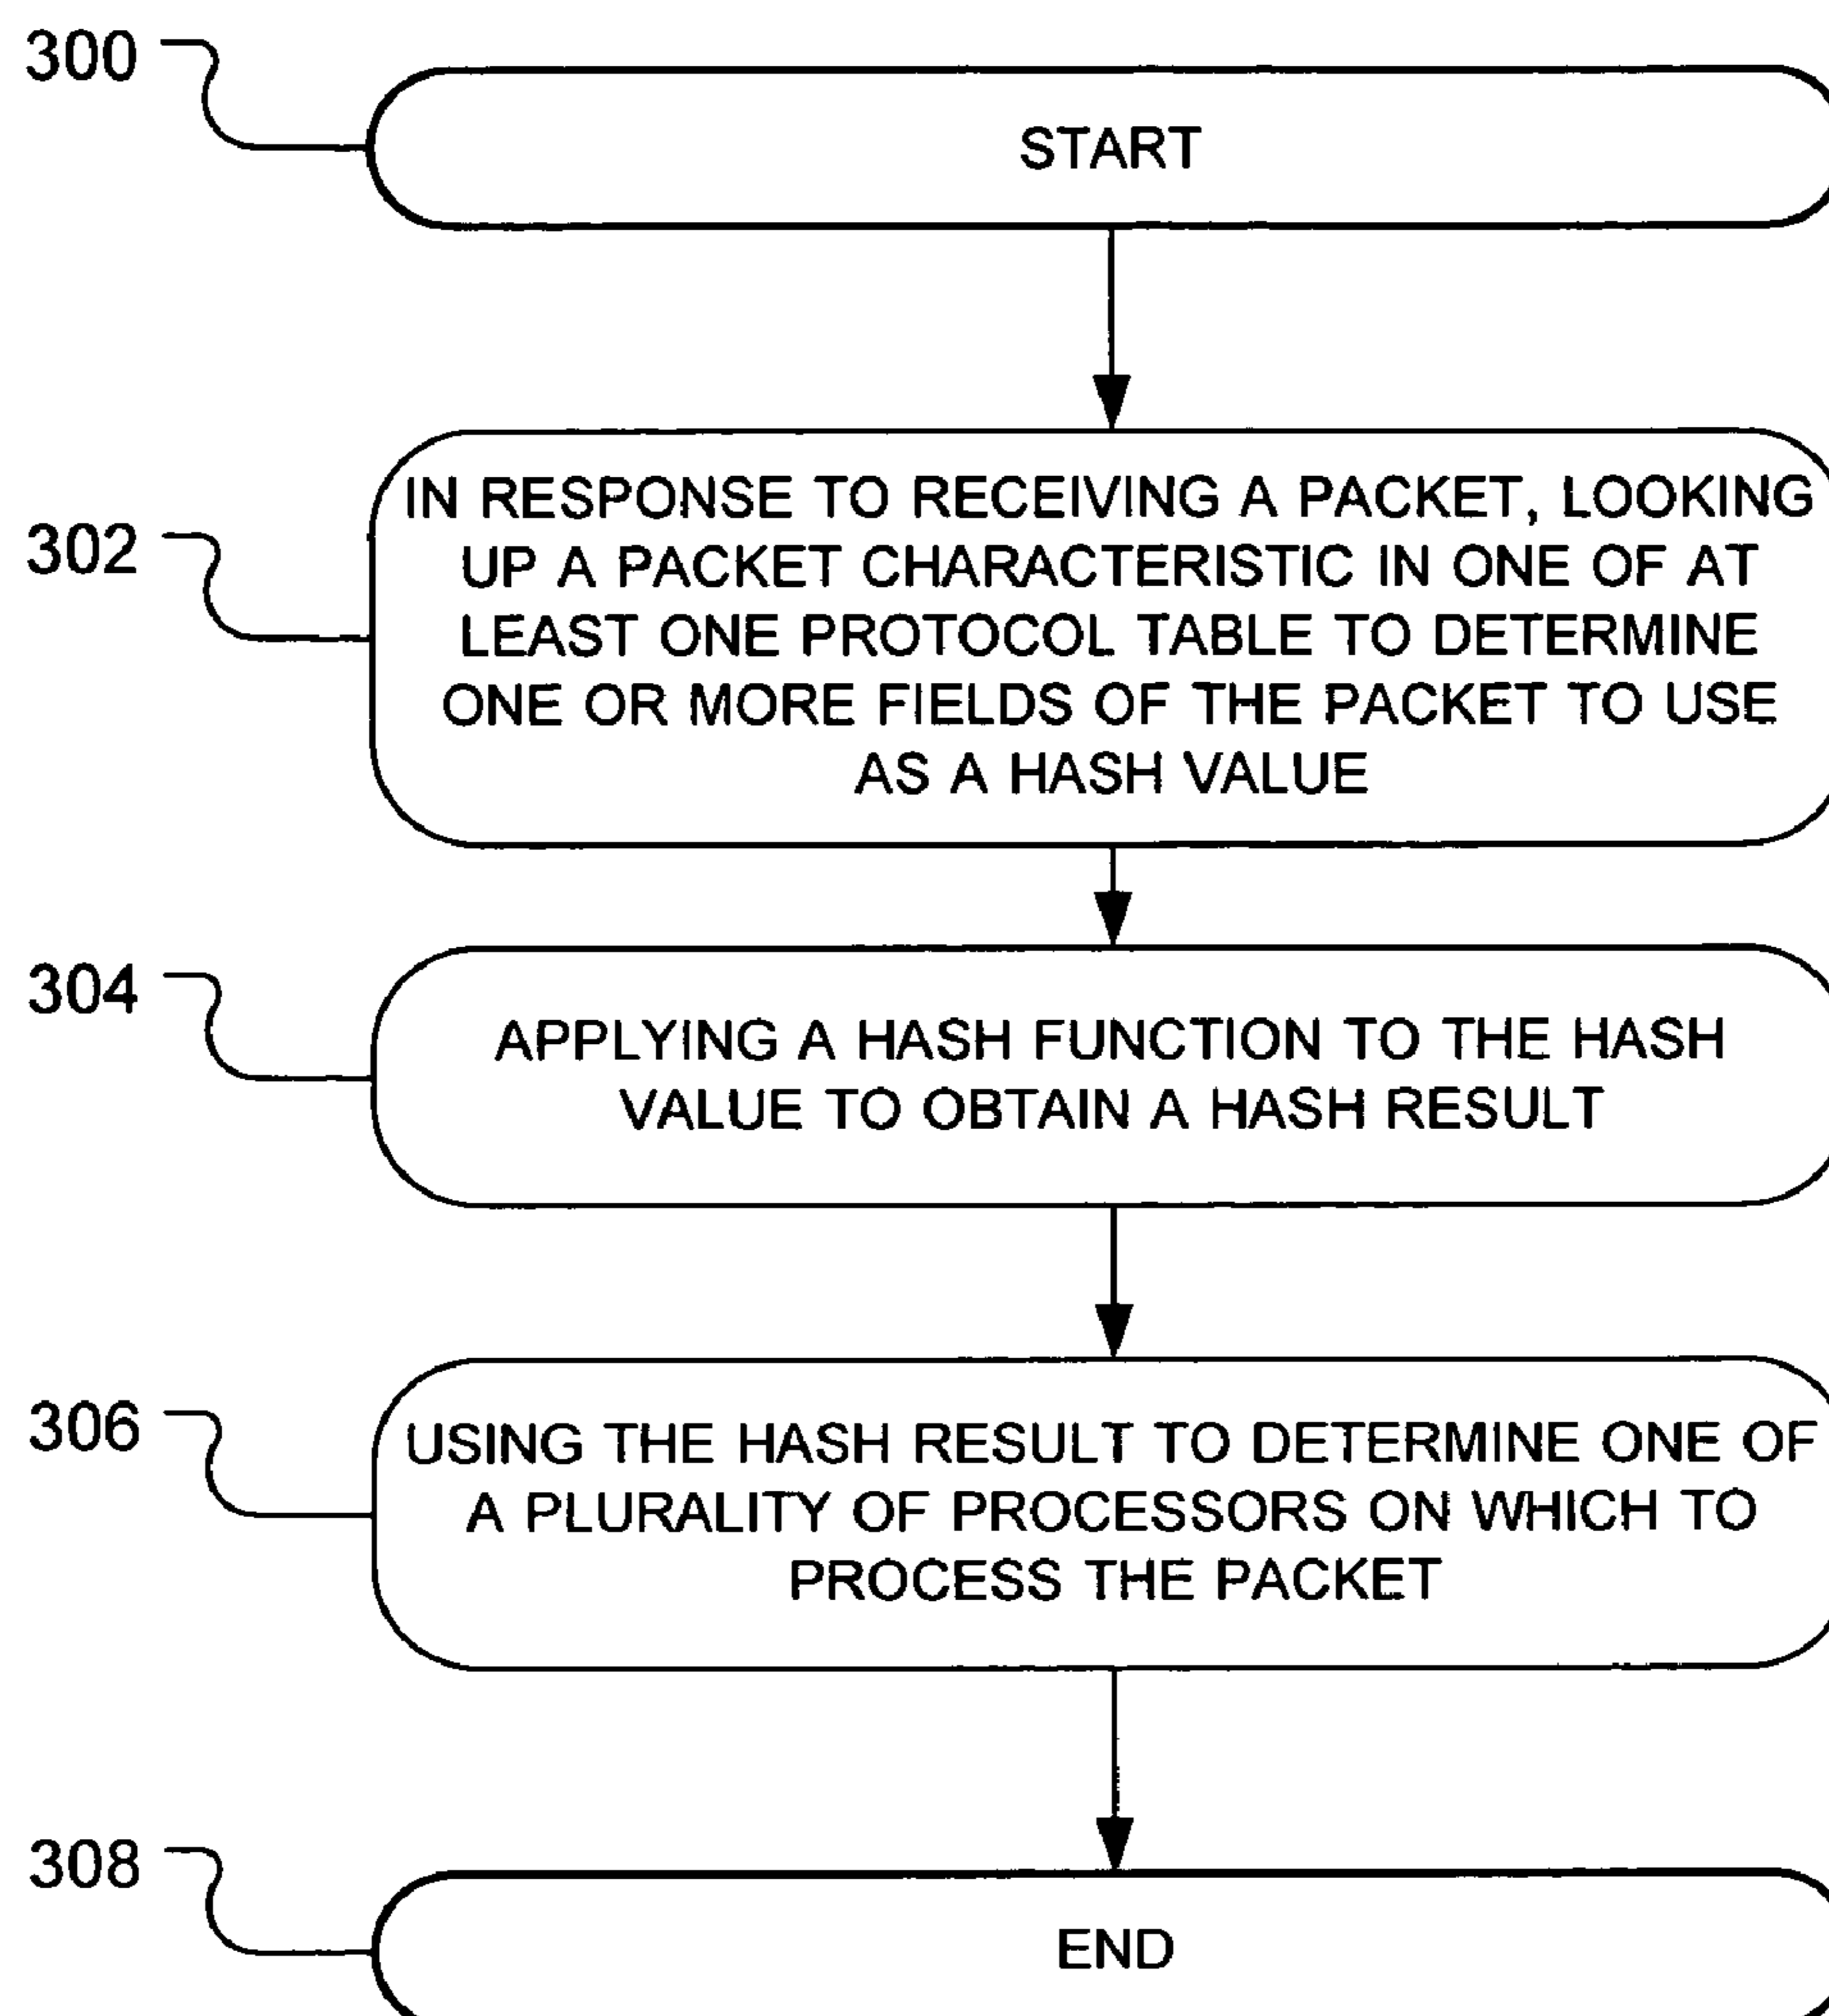 300
START
302
IN RESPONSE TO RECEIVING A PACKET, LOOKING
UP A PACKET CHARACTERISTIC IN ONE OF AT
LEAST ONE PROTOCOL TABLE TO DETERMINE
ONE OR MORE FIELDS OF THE PACKET TO USE
AS A HASH VALUE
304
APPLYING A HASH FUNCTION TO THE HASH
VALUE TO OBTAIN A HASH RESULT
306
USING THE HASH RESULT TO DETERMINE ONE OF
A PLURALITY OF PROCESSORS ON WHICH TO
PROCESS THE PACKET
308
END